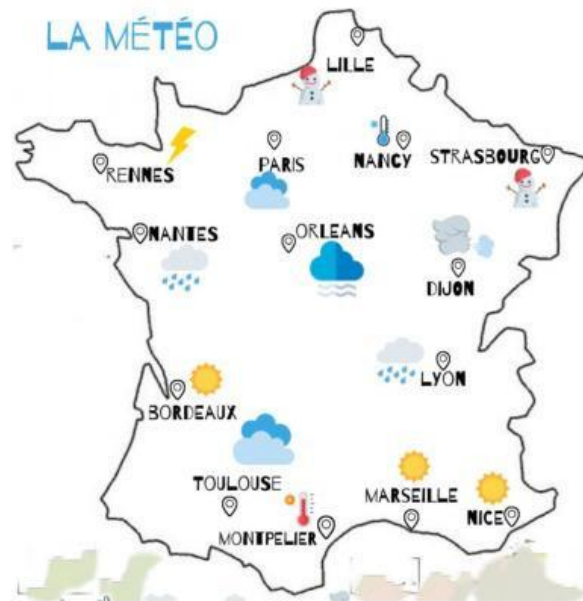 LA MÉTÉO
LILLE
RENNES
PARIS
NANCY
STRASBOURG
NANTES
ORLEANS
DIJON
LYON
BORDEAUX
TOULOUSE
MARSEILLE
NICE
MONTPELIER